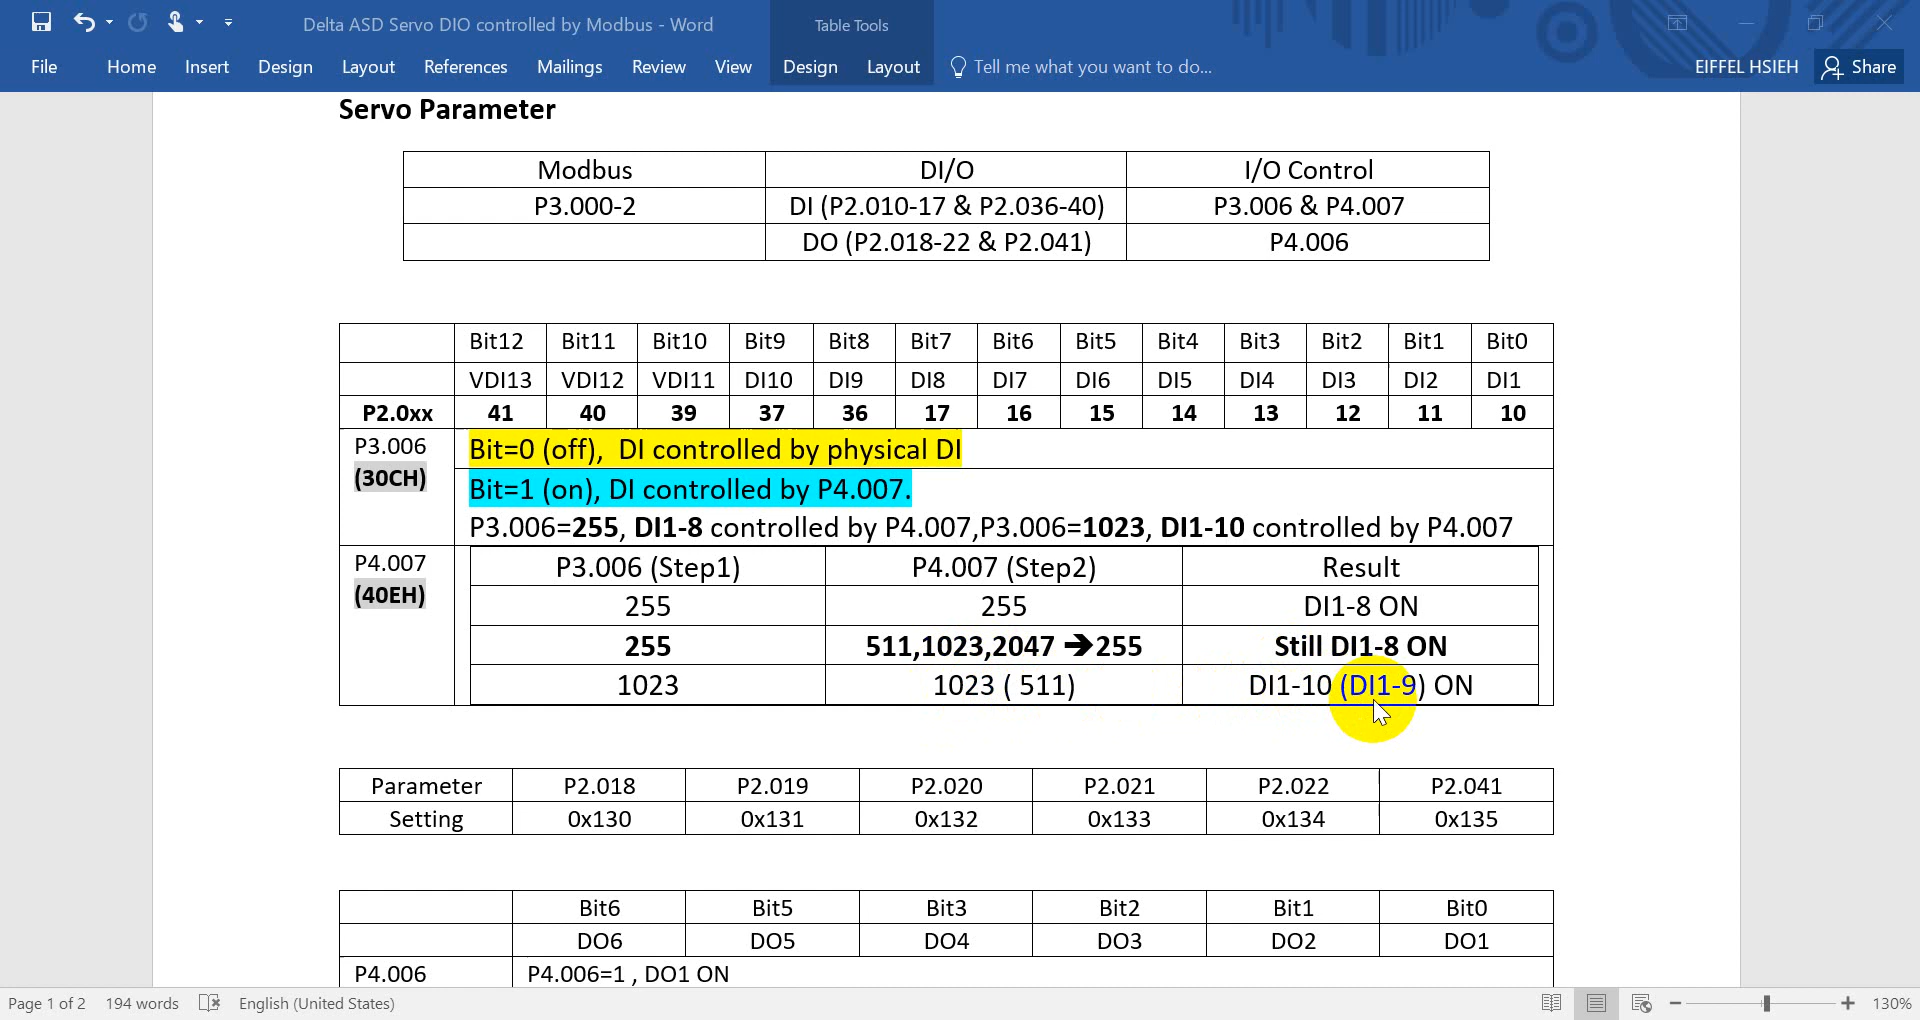 Delta ASD Servo DIO controlled by Modbus - Word
Table Tools
File Home Insert Design Layout References Mailings Review View Design Layout Tell me what you want to do... EIFFEL HSIEH Share
Servo Parameter
Modbus DI/O I/O Control
P3.000-2 DI (P2.010-17 & P2.036-40) P3.006 & P4.007
DO (P2.018-22 & P2.041) P4.006
Bit12 Bit11 Bit10 Bit9 Bit8 Bit7 Bit6 Bit5 Bit4 Bit3 Bit2 Bit1 Bit0
VDI13 VDI12 VDI11 DI10 DI9 DI8 DI7 DI6 DI5 DI4 DI3 DI2 DI1
P2.0xx 41 40 39 37 36 17 16 15 14 13 12 11 10
P3.006
(30CH)
Bit=0 (off), DI controlled by physical DI
Bit=1 (on), DI controlled by P4.007.
P3.006=255, DI1-8 controlled by P4.007,P3.006=1023, DI1-10 controlled by P4.007
P4.007
(40EH)
P3.006 (Step1) P4.007 (Step2) Result
255 255 DI1-8 ON
255 511,1023,2047 ➔255 Still DI1-8 ON
1023 1023 ( 511) DI1-10 (DI1-9) ON
Parameter P2.018 P2.019 P2.020 P2.021 P2.022 P2.041
Setting 0x130 0x131 0x132 0x133 0x134 0x135
Bit6 Bit5 Bit3 Bit2 Bit1 Bit0
DO6 DO5 DO4 DO3 DO2 DO1
P4.006 P4.006=1 , DO1 ON
Page 1 of 2 194 words English (United States) 130%